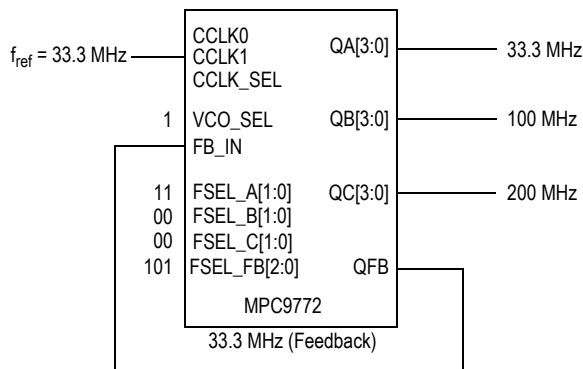 CCLK0
f_ref = 33.3 MHz CCLK1 QA[3:0] 33.3 MHz
CCLK_SEL
1 VCO_SEL QB[3:0] 100 MHz
FB_IN
11 FSEL_A[1:0] QC[3:0] 200 MHz
00 FSEL_B[1:0]
00 FSEL_C[1:0]
101 FSEL_FB[2:0] QFB
MPC9772
33.3 MHz (Feedback)